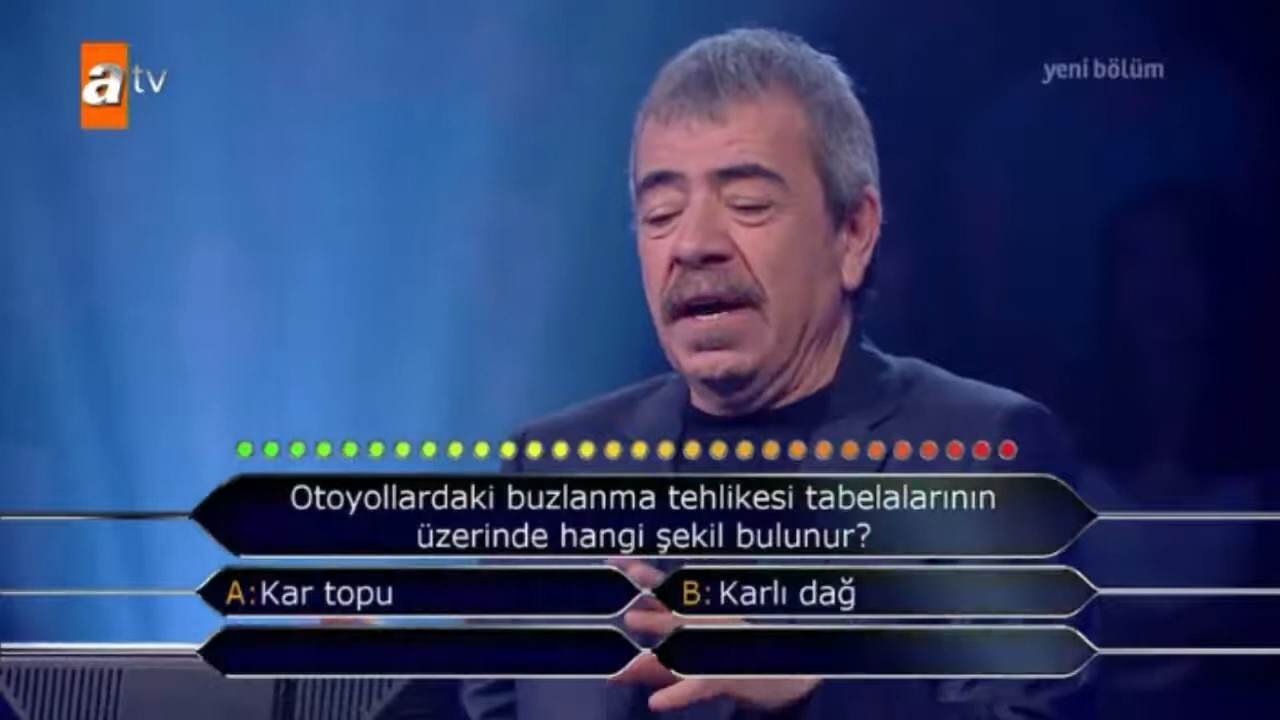 atv
yeni bölüm
Otoyollardaki buzlanma tehlikesi tabelalarının
üzerinde hangi şekil bulunur?
A: Kar topu
B: Karlı dağ